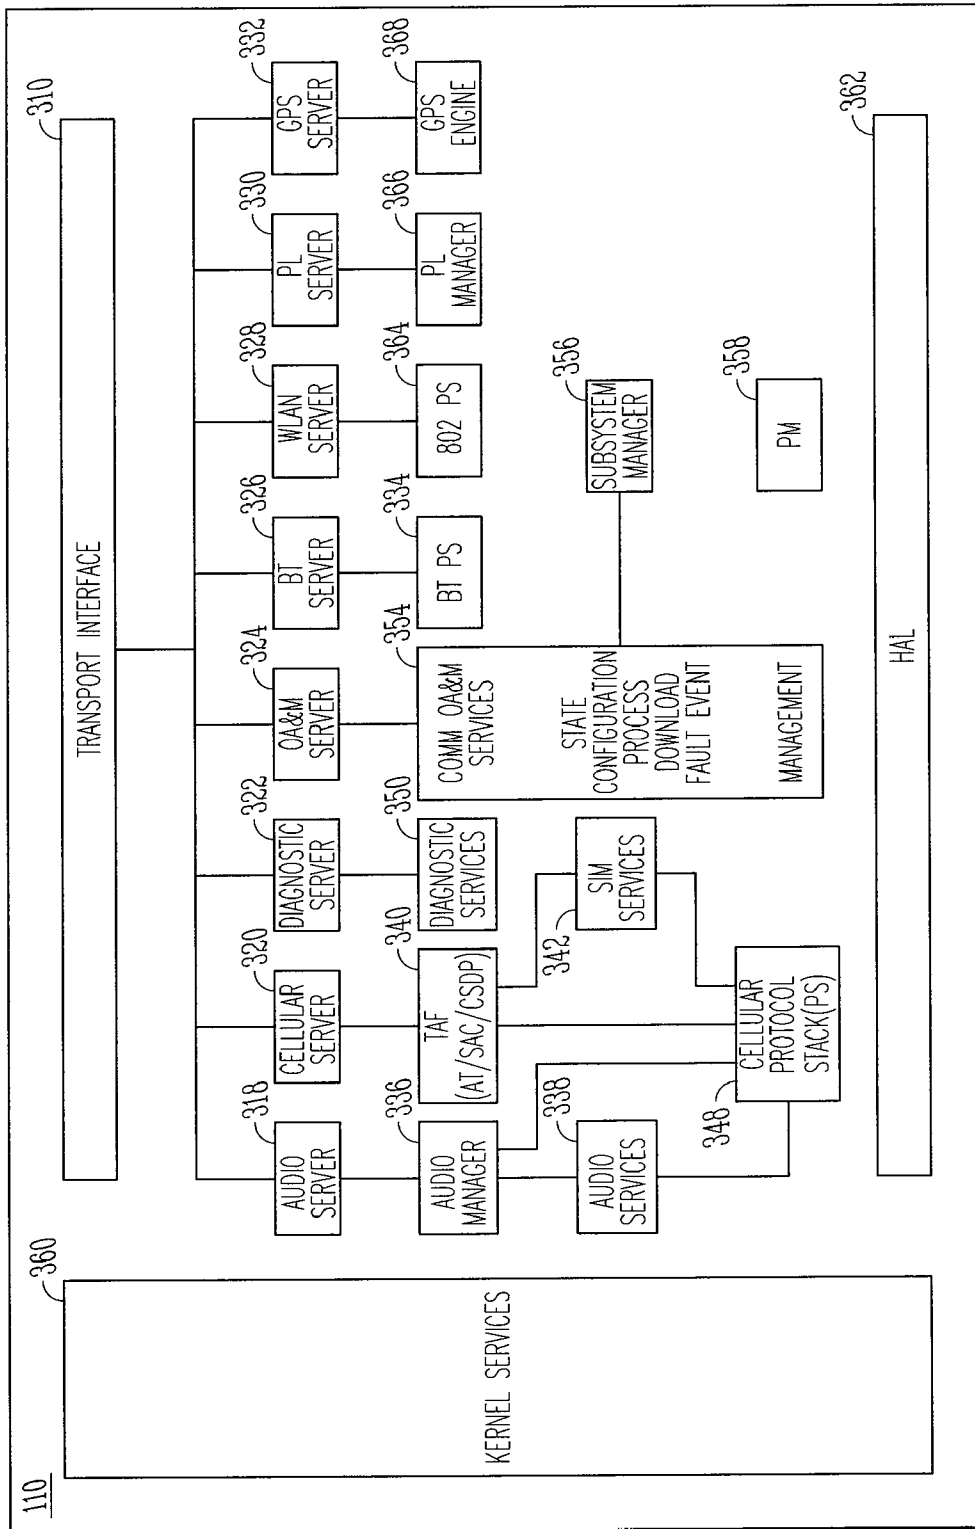 110
360
KERNEL SERVICES
310
TRANSPORT INTERFACE
318
AUDIO
SERVER
320
CELLULAR
SERVER
322
DIAGNOSTIC
SERVER
324
OA&M
SERVER
326
BT
SERVER
328
WLAN
SERVER
330
PL
SERVER
332
GPS
SERVER
336
AUDIO
MANAGER
340
TAF
(AT/SAC/CSDP)
350
DIAGNOSTIC
SERVICES
354
COMM OA&M
SERVICES
STATE
CONFIGURATION
PROCESS
DOWNLOAD
FAULT EVENT
MANAGEMENT
334
BT PS
364
802 PS
366
PL
MANAGER
368
GPS
ENGINE
338
AUDIO
SERVICES
342
SIM
SERVICES
356
SUBSYSTEM
MANAGER
348
CELLULAR
PROTOCOL
STACK(PS)
358
PM
362
HAL